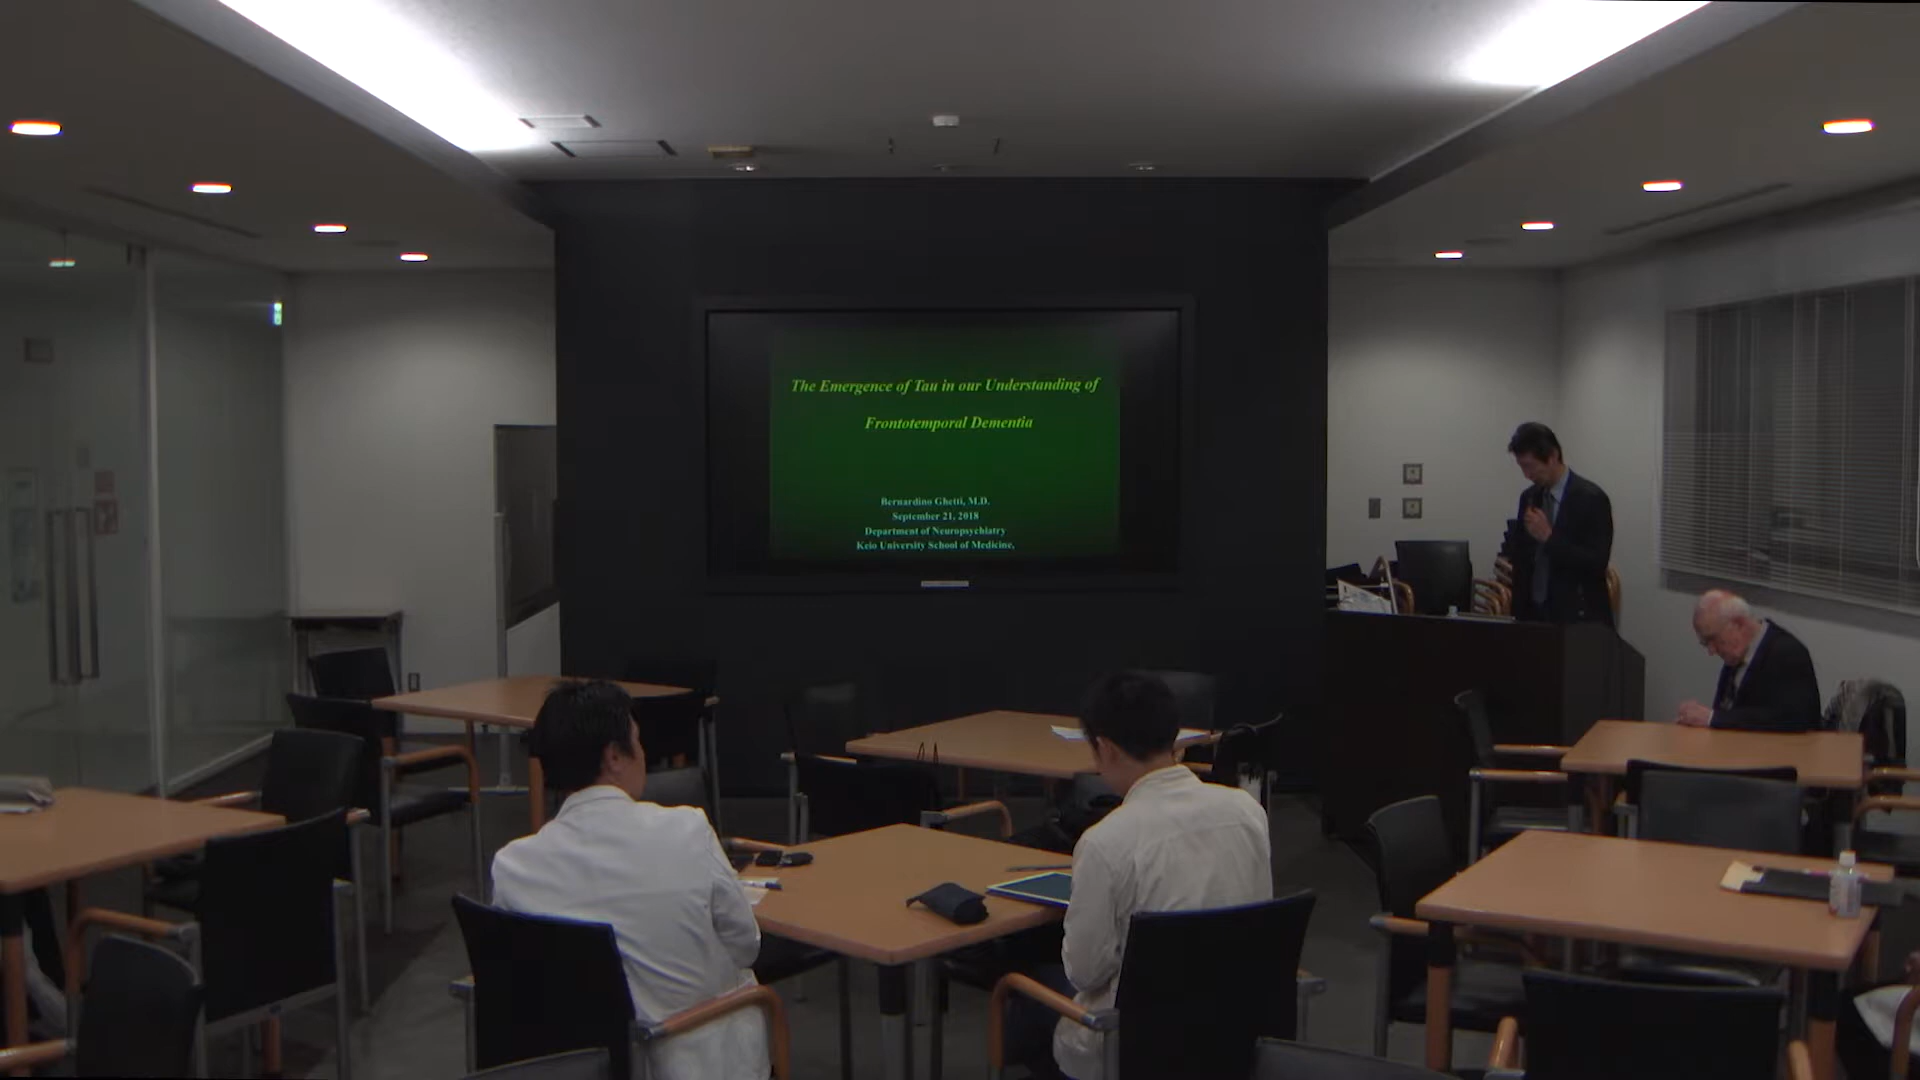 The Emergence of Tau in our Understanding of
Frontotemporal Dementia
Bernardino Ghetti, M.D.
September 21, 2018
Department of Neuropsychiatry
Keio University School of Medicine,